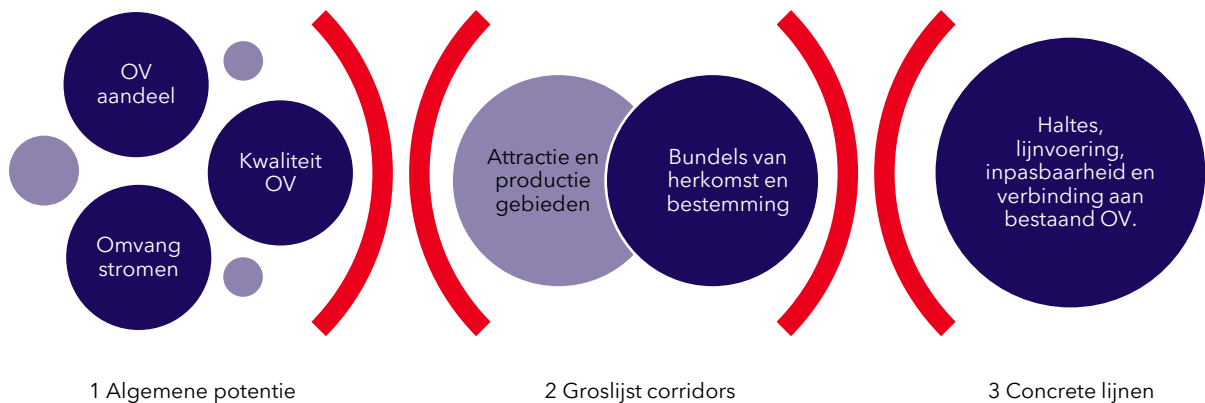 OV
aandeel
Kwaliteit
OV
Omvang
stromen
Attractie en
productie
gebieden
Bundels van
herkomst en
bestemming
Haltes,
lijnvoering,
inpasbaarheid en
verbinding aan
bestaand OV.
1 Algemene potentie
2 Groslijst corridors
3 Concrete lijnen